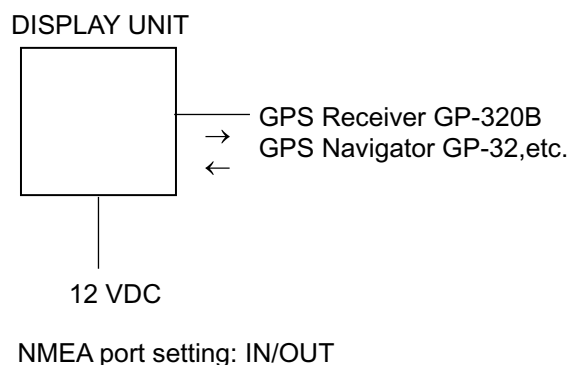 DISPLAY UNIT
GPS Receiver GP-320B
→
GPS Navigator GP-32,etc.
←
12 VDC
NMEA port setting: IN/OUT